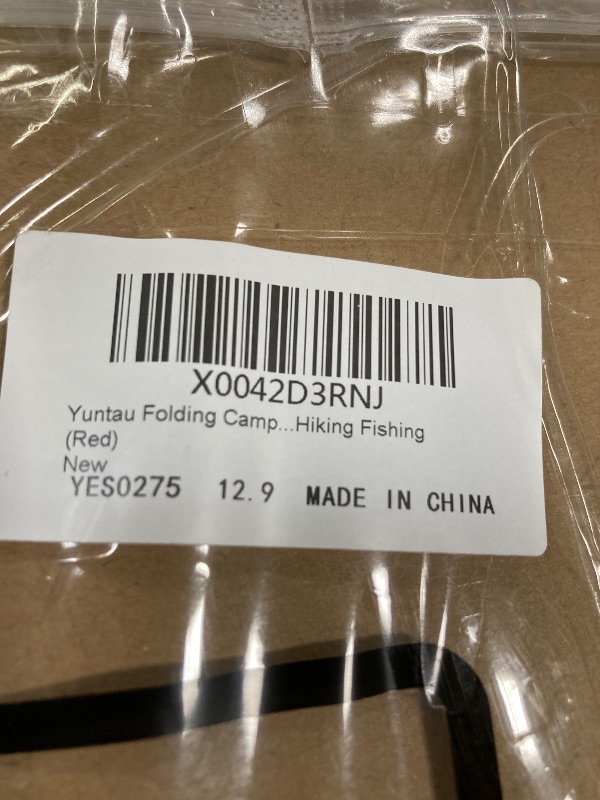 X0042D3RNJ
Yuntau Folding Camp...Hiking Fishing
(Red)
New
YES0275 12.9 MADE IN CHINA